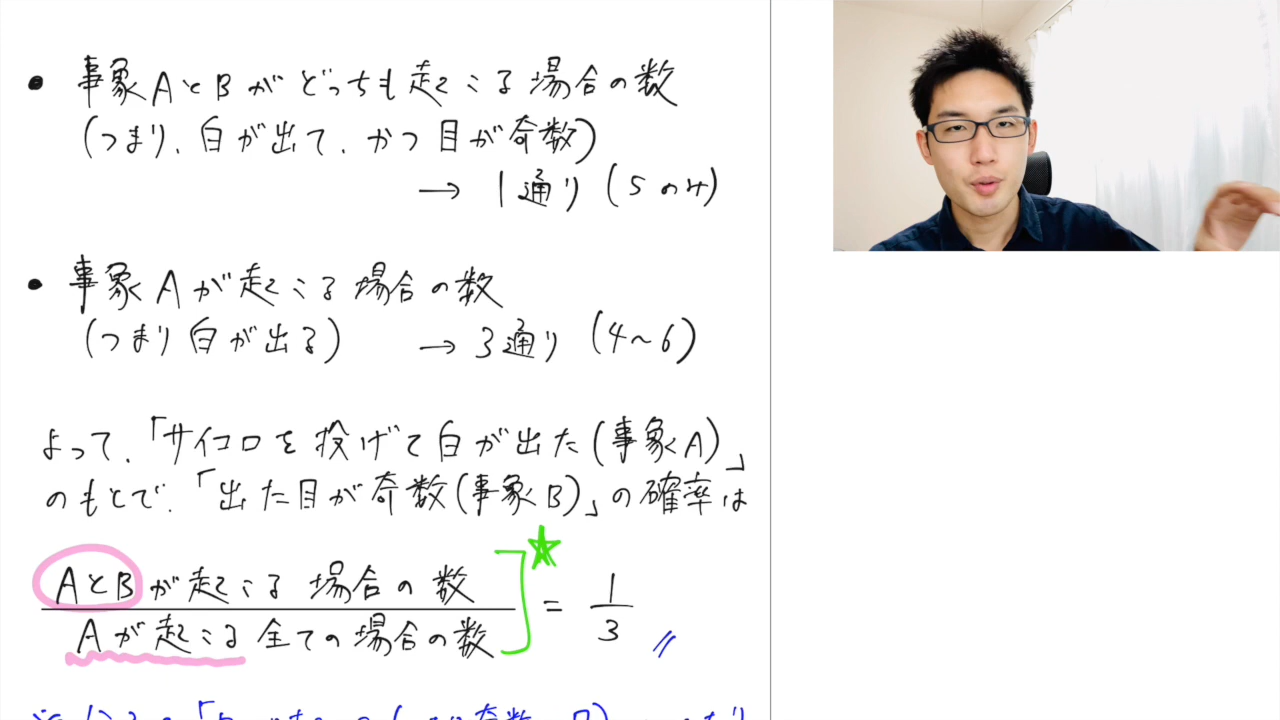 • 事象AとBがどっちも起こる場合の数
(つまり、白が出て、かつ目が奇数)
→ 1通り (5のみ)
• 事象Aが起こる場合の数
(つまり白が出る) → 3通り (4~6)
よって、「サイコロを投げて白が出た(事象A)」
のもとで、「出た目が奇数(事象B)」の確率は
AとBが起こる場合の数
Aが起こる全ての場合の数
= 1/3